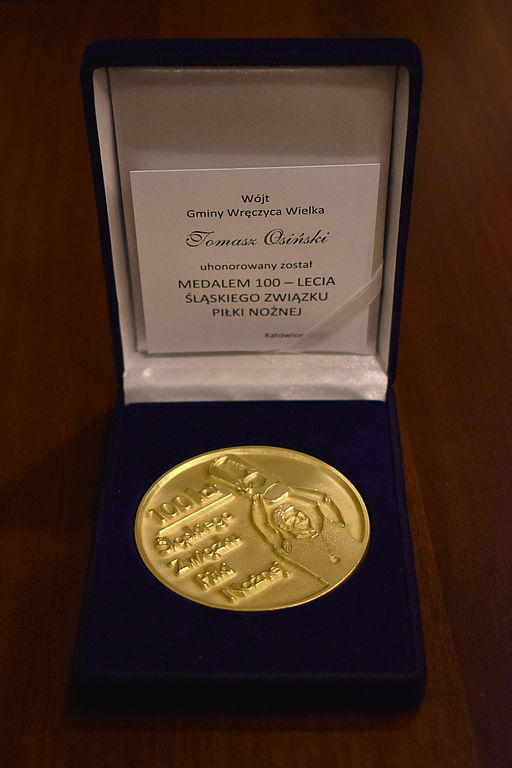 Wójt
Gminy Wręczyca Wielka
Tomasz Osiński
uhonorowany został
MEDALEM 100 – LECIA
ŚLĄSKIEGO ZWIĄZKU
PIŁKI NOŻNEJ
Katowice
100 lat
Śląskiego
Związku
Piłki
Nożnej